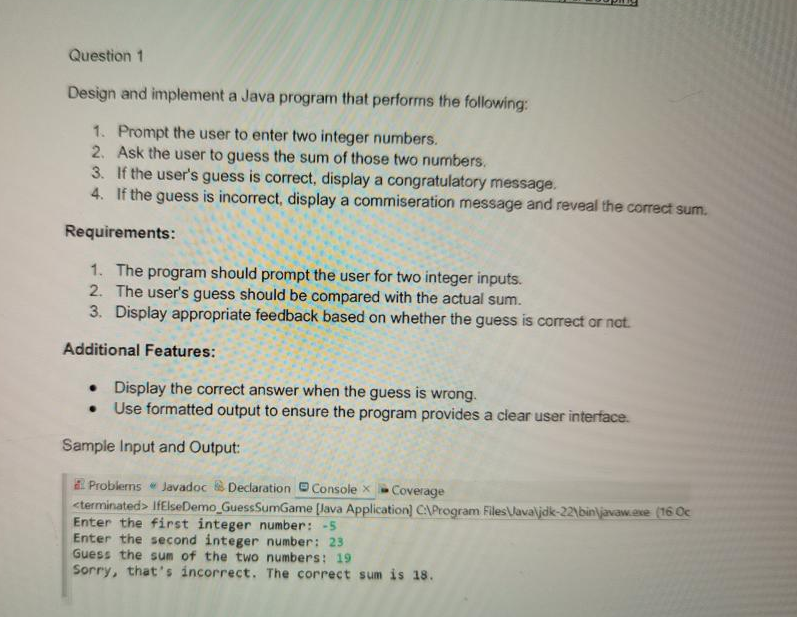 Question 1
Design and implement a Java program that performs the following:
1. Prompt the user to enter two integer numbers.
2. Ask the user to guess the sum of those two numbers.
3. If the user's guess is correct, display a congratulatory message.
4. If the guess is incorrect, display a commiseration message and reveal the correct sum.
Requirements:
1. The program should prompt the user for two integer inputs.
2. The user's guess should be compared with the actual sum.
3. Display appropriate feedback based on whether the guess is correct or not.
Additional Features:
• Display the correct answer when the guess is wrong.
• Use formatted output to ensure the program provides a clear user interface.
Sample Input and Output:
Problems Javadoc Declaration Console × Coverage
<terminated> IfElseDemo_GuessSumGame [Java Application] C:\Program Files\Java\jdk-22\bin\javaw.exe (16 Oc
Enter the first integer number: -5
Enter the second integer number: 23
Guess the sum of the two numbers: 19
Sorry, that's incorrect. The correct sum is 18.